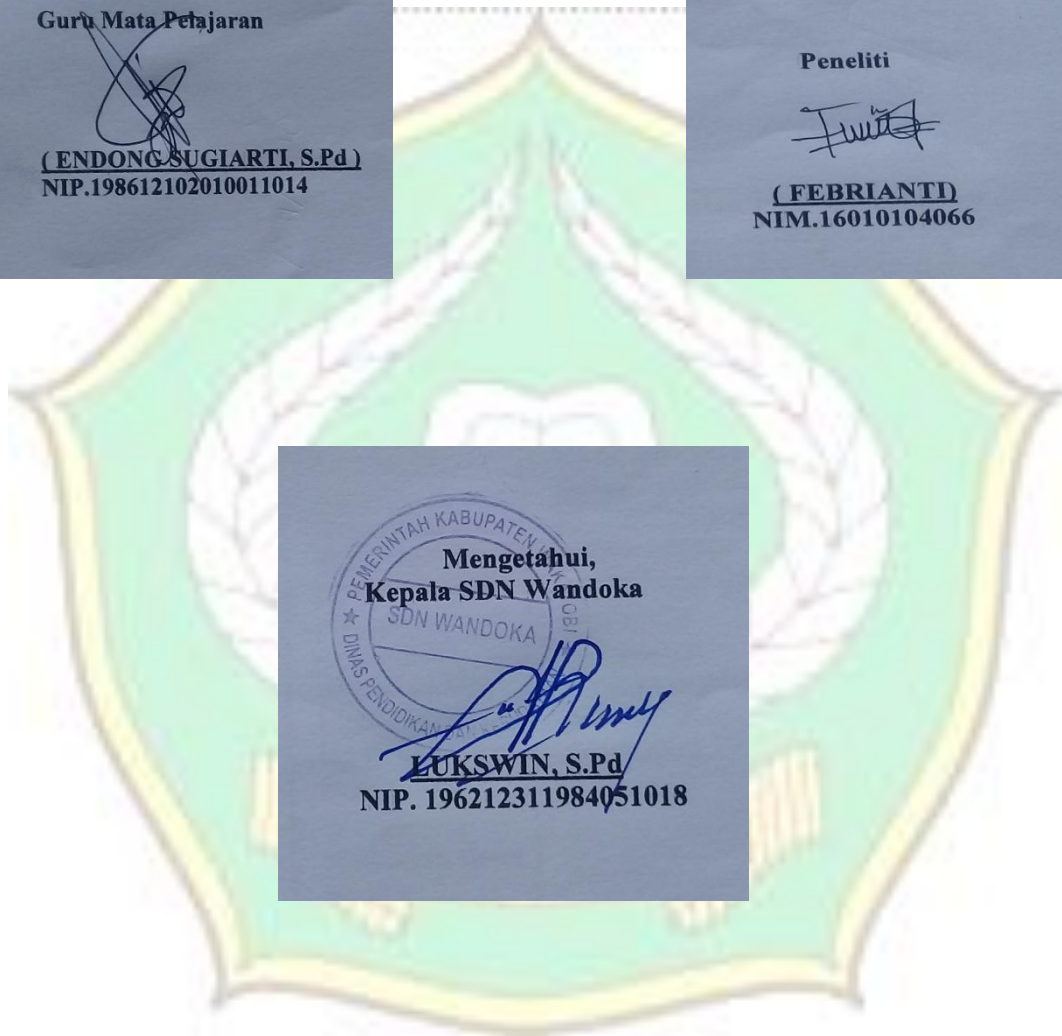 Guru Mata Pelajaran
( ENDONG SUGIARTI, S.Pd )
NIP.198612102010011014
Peneliti
( FEBRIANTI)
NIM.16010104066
PEMERINTAH KABUPATEN
SDN WANDOKA
DINAS PENDIDIKAN DAN
Mengetahui,
Kepala SDN Wandoka
LUKSWIN, S.Pd
NIP. 196212311984051018